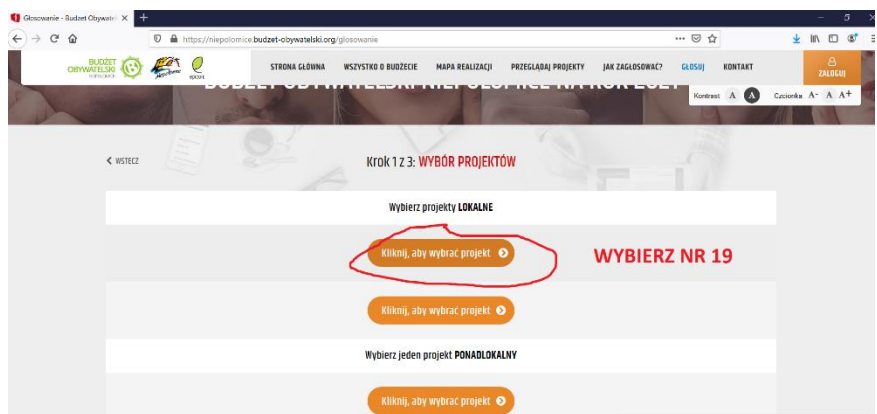 Głosowanie - Budżet Obywatel
https://niepolomice.budzet-obywatelski.org/glosowanie
BUDŻET
OBYWATELSKI
STRONA GŁÓWNA WSZYSTKO O BUDŻECIE MAPA REALIZACJI PRZEGLĄDAJ PROJEKTY JAK ZAGŁOSOWAĆ? GŁOSUJ KONTAKT
ZALOGUJ
Kontrast A A Czcionka A- A A+
WSTECZ
Krok 1 z 3: WYBÓR PROJEKTÓW
Wybierz projekty LOKALNE
Kliknij, aby wybrać projekt
WYBIERZ NR 19
Kliknij, aby wybrać projekt
Wybierz jeden projekt PONADLOKALNY
Kliknij, aby wybrać projekt